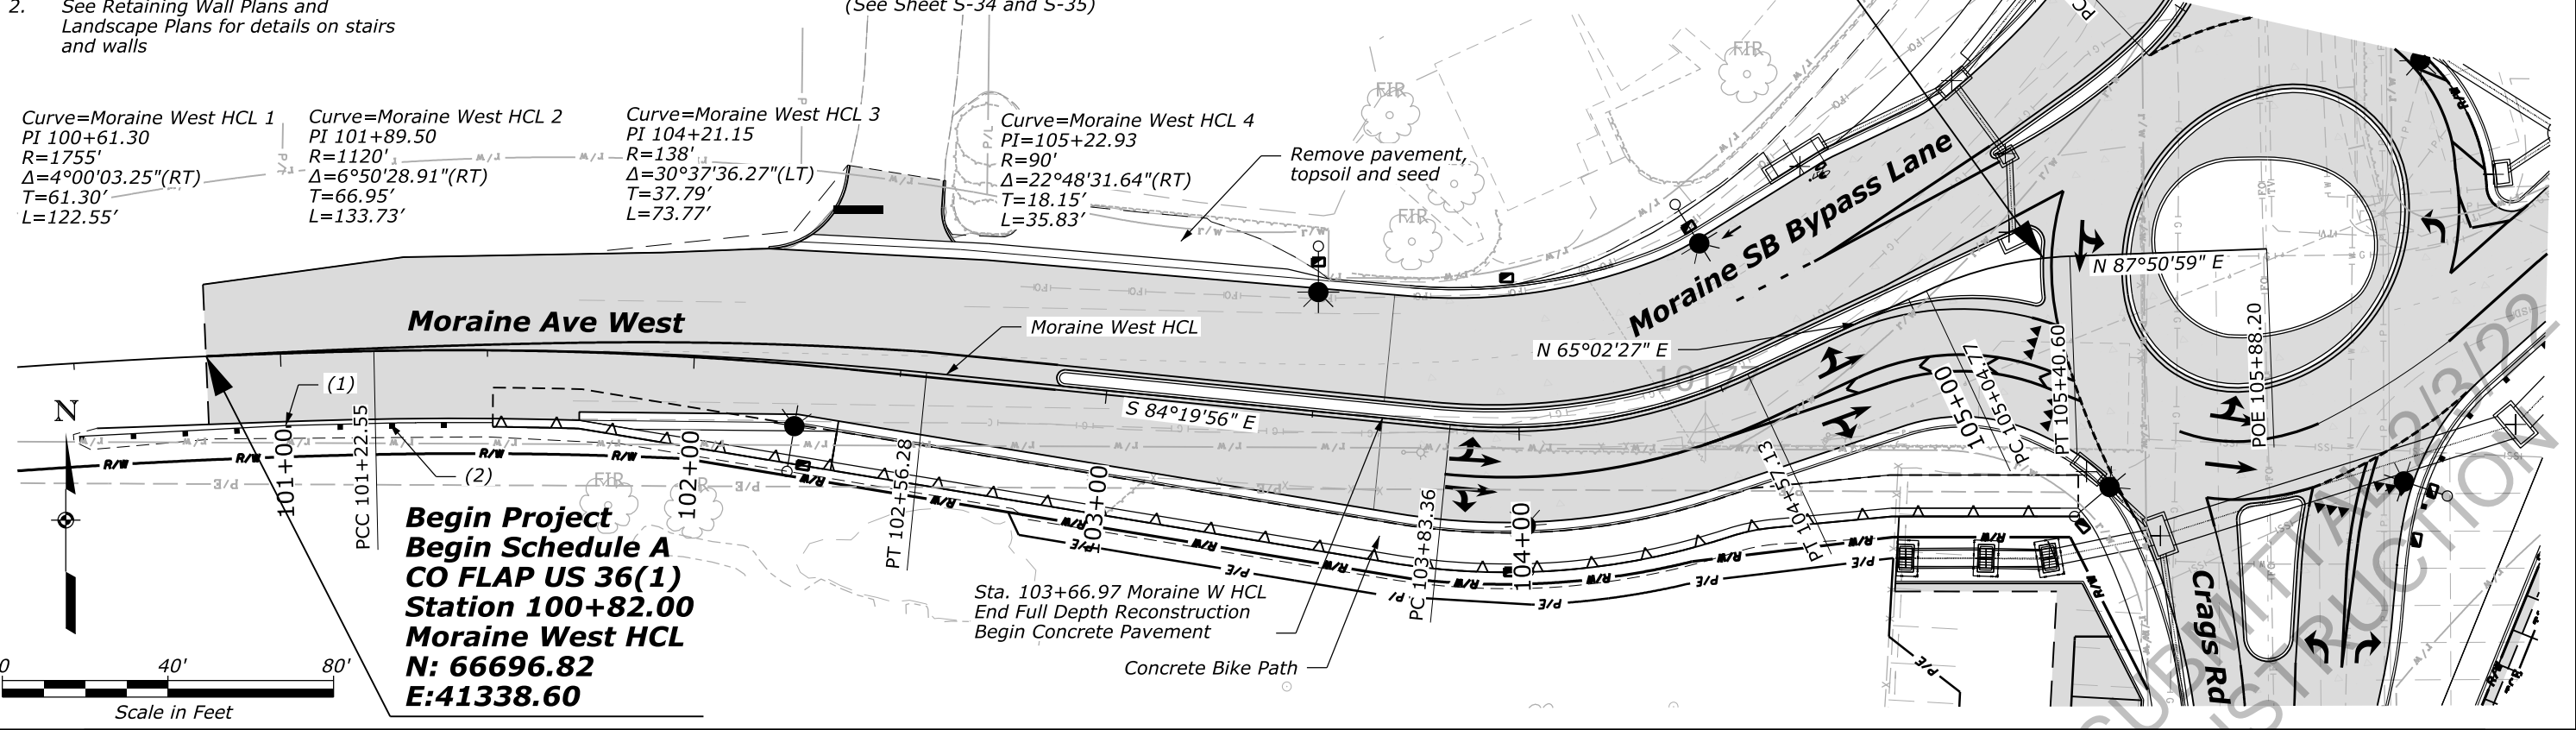 2. See Retaining Wall Plans and
Landscape Plans for details on stairs
and walls
(See Sheet S-34 and S-35)
Curve=Moraine West HCL 1
PI 100+61.30
R=1755'
Δ=4°00'03.25"(RT)
T=61.30'
L=122.55'
Curve=Moraine West HCL 2
PI 101+89.50
R=1120'
Δ=6°50'28.91"(RT)
T=66.95'
L=133.73'
Curve=Moraine West HCL 3
PI 104+21.15
R=138'
Δ=30°37'36.27"(LT)
T=37.79'
L=73.77'
Curve=Moraine West HCL 4
PI=105+22.93
R=90'
Δ=22°48'31.64"(RT)
T=18.15'
L=35.83'
Remove pavement,
topsoil and seed
FIR
FIR
FIR
FIR
PC
Moraine SB Bypass Lane
Moraine Ave West
Moraine West HCL
N 87°50'59" E
N 65°02'27" E
S 84°19'56" E
(1)
(2)
N
101+00
PCC 101+22.55
102+00
PT 102+56.28
103+00
PC 103+83.36
104+00
PT 104+57.13
105+00
PC 105+04.77
PT 105+40.60
POE 105+88.20
10177
R/W
R/W
R/W
R/W
P/E
P/E
P/E
P/E
P/L
Begin Project
Begin Schedule A
CO FLAP US 36(1)
Station 100+82.00
Moraine West HCL
N: 66696.82
E:41338.60
Sta. 103+66.97 Moraine W HCL
End Full Depth Reconstruction
Begin Concrete Pavement
Concrete Bike Path
Crags Rd
0 40' 80'
Scale in Feet
SUBMITTAL 2/3/22